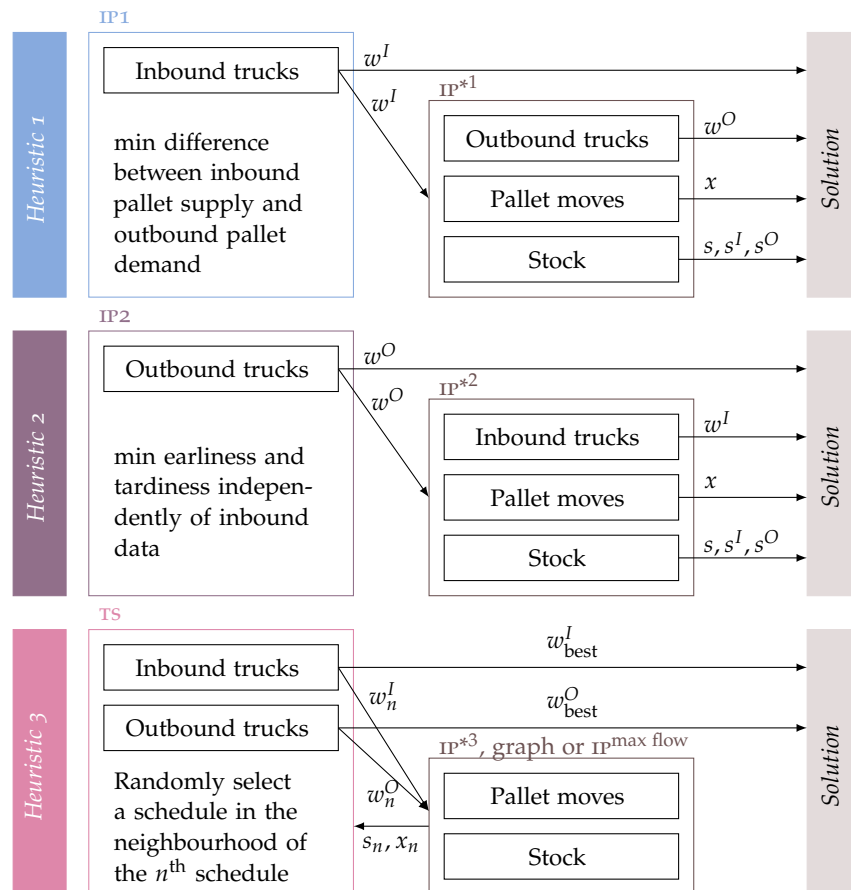 IP1
Heuristic 1
Inbound trucks
min difference
between inbound
pallet supply and
outbound pallet
demand
w^I
w^I
IP*1
Outbound trucks
w^O
Pallet moves
x
Stock
s, s^I, s^O
Solution
IP2
Heuristic 2
Outbound trucks
min earliness and
tardiness indepen-
dently of inbound
data
w^O
w^O
IP*2
Inbound trucks
w^I
Pallet moves
x
Stock
s, s^I, s^O
Solution
TS
Heuristic 3
Inbound trucks
Outbound trucks
Randomly select
a schedule in the
neighbourhood of
the n^th schedule
w^I_best
w^I_n
w^O_best
w^O_n
IP*3, graph or IP^max flow
Pallet moves
s_n, x_n
Stock
Solution